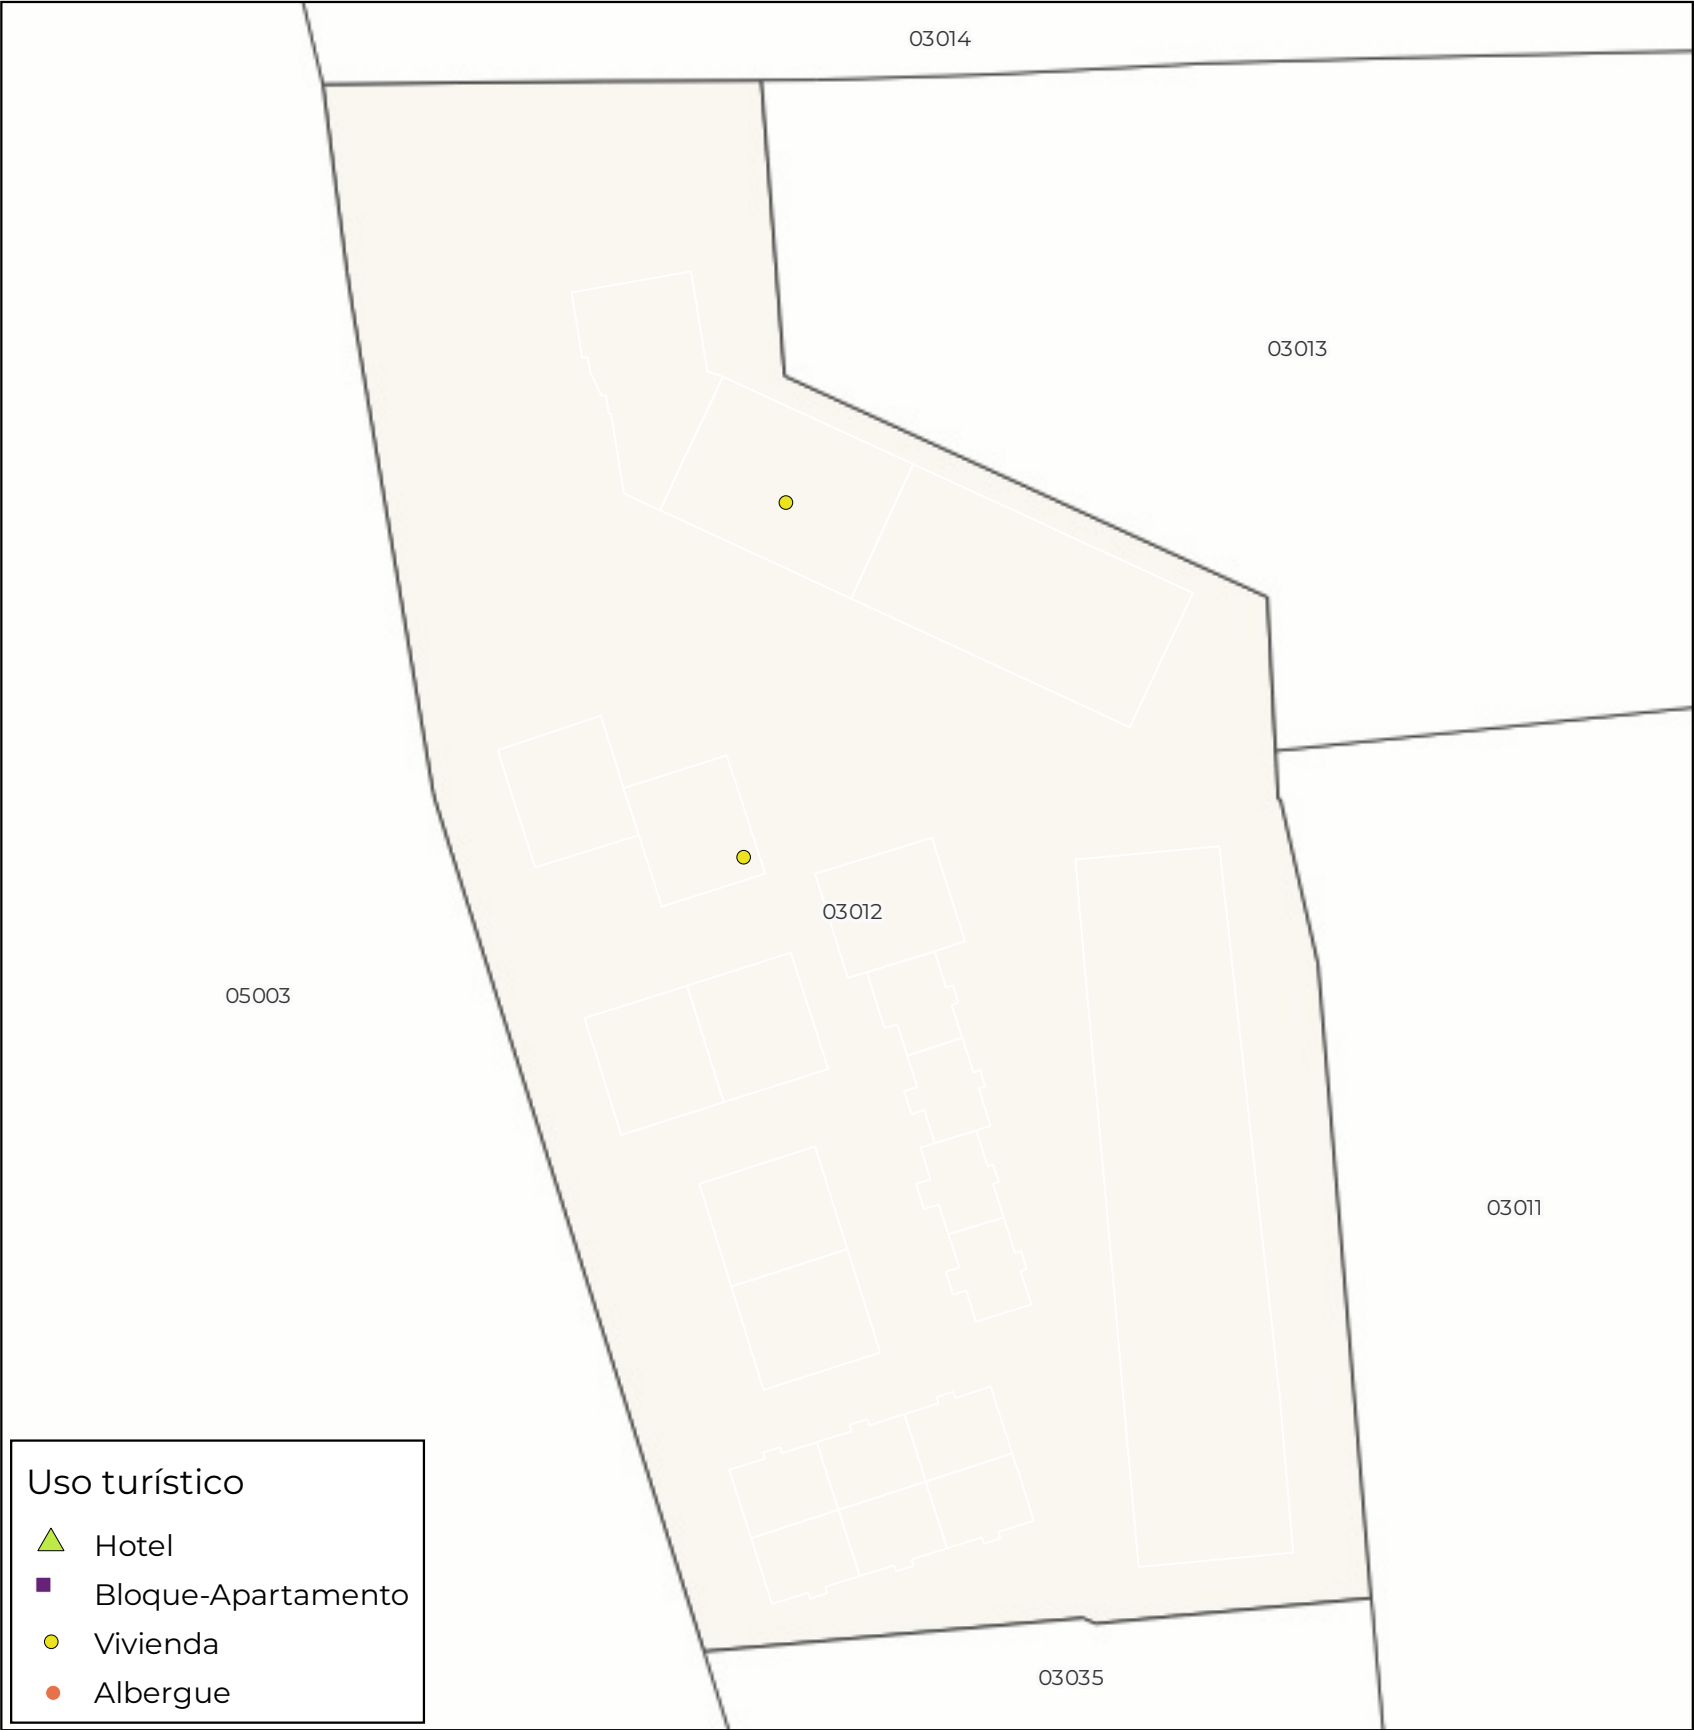 03014
03013
03012
05003
03011
03035
Uso turístico
Hotel
Bloque-Apartamento
Vivienda
Albergue